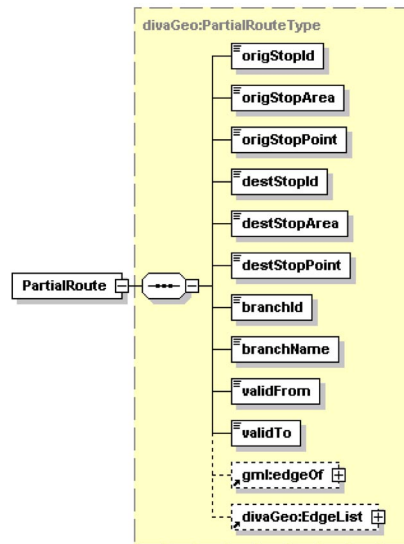 divaGeo:PartialRouteType
origStopId
origStopArea
origStopPoint
destStopId
destStopArea
destStopPoint
PartialRoute
branchId
branchName
validFrom
validTo
gml:edgeOf
divaGeo:EdgeList